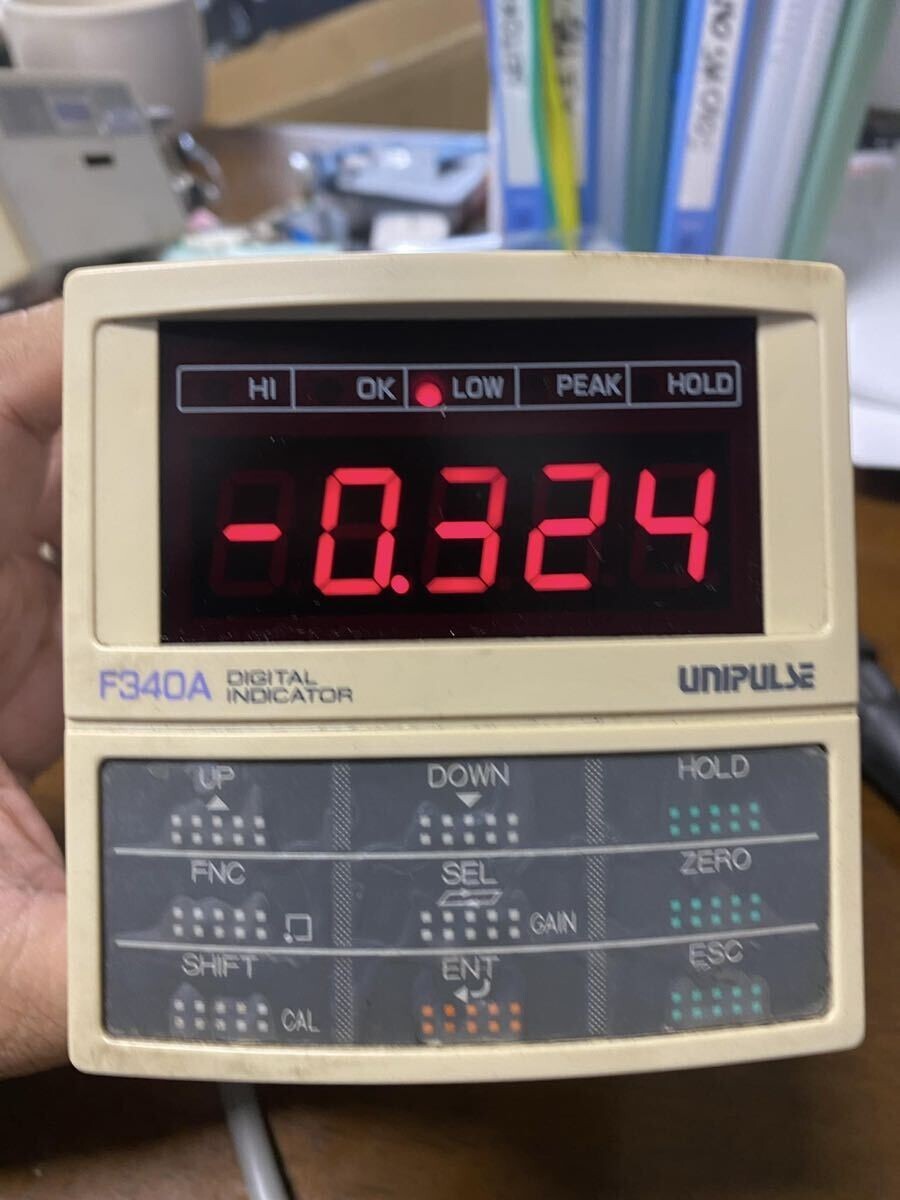 HI OK LOW PEAK HOLD
-0.324
F340A DIGITAL INDICATOR UNIPULSE
UP DOWN HOLD
FNC SEL ZERO
GAIN
SHIFT ENT ESC
CAL